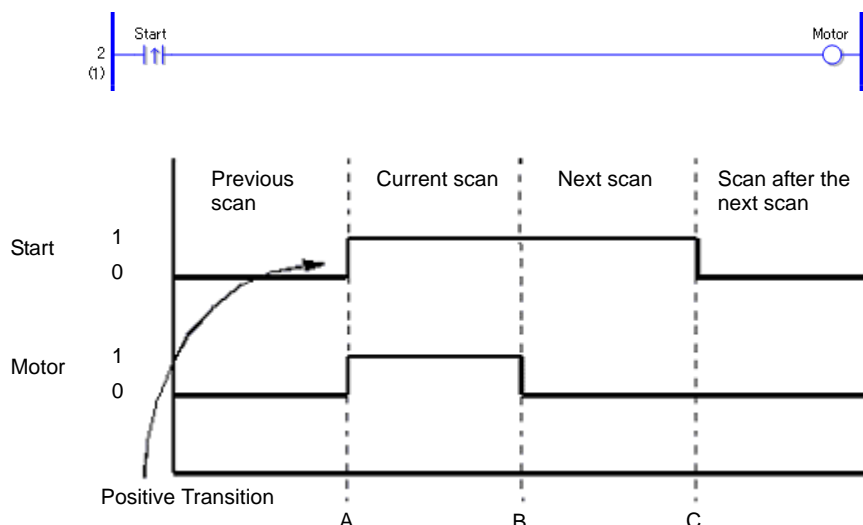 Start
Motor
2
(1)
Previous scan
Current scan
Next scan
Scan after the next scan
Start
1
0
Motor
1
0
Positive Transition
A
B
C